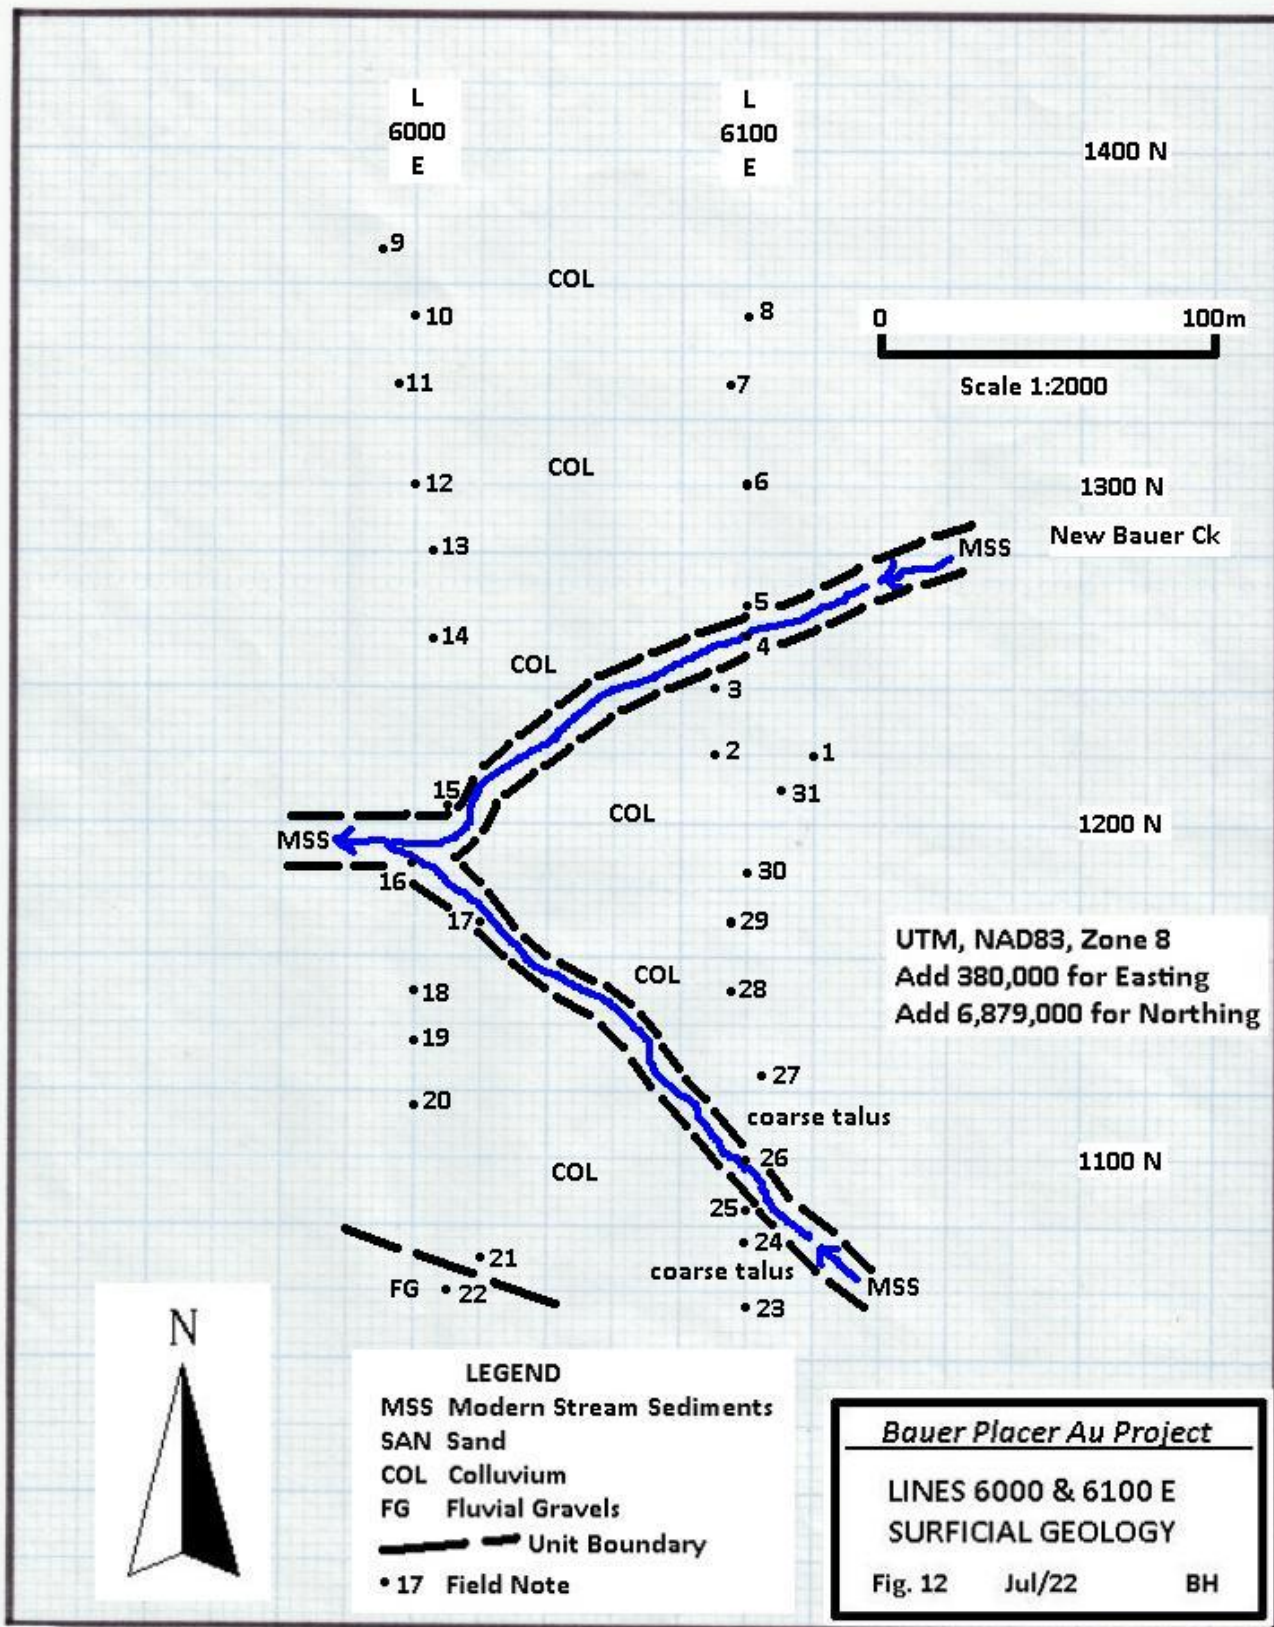 L
6000
E
L
6100
E
1400 N
9
COL
10
8
0 100m
11
7
Scale 1:2000
COL
12
6
1300 N
13
New Bauer Ck
MSS
5
14
4
COL
3
2
1
15
31
COL
1200 N
MSS
16
30
17
29
UTM, NAD83, Zone 8
Add 380,000 for Easting
Add 6,879,000 for Northing
COL
18
28
19
27
20
coarse talus
26
1100 N
COL
25
24
21
coarse talus
FG
22
MSS
23
N
LEGEND
MSS Modern Stream Sediments
SAN Sand
COL Colluvium
FG Fluvial Gravels
Unit Boundary
17 Field Note
Bauer Placer Au Project
LINES 6000 & 6100 E
SURFICIAL GEOLOGY
Fig. 12 Jul/22 BH